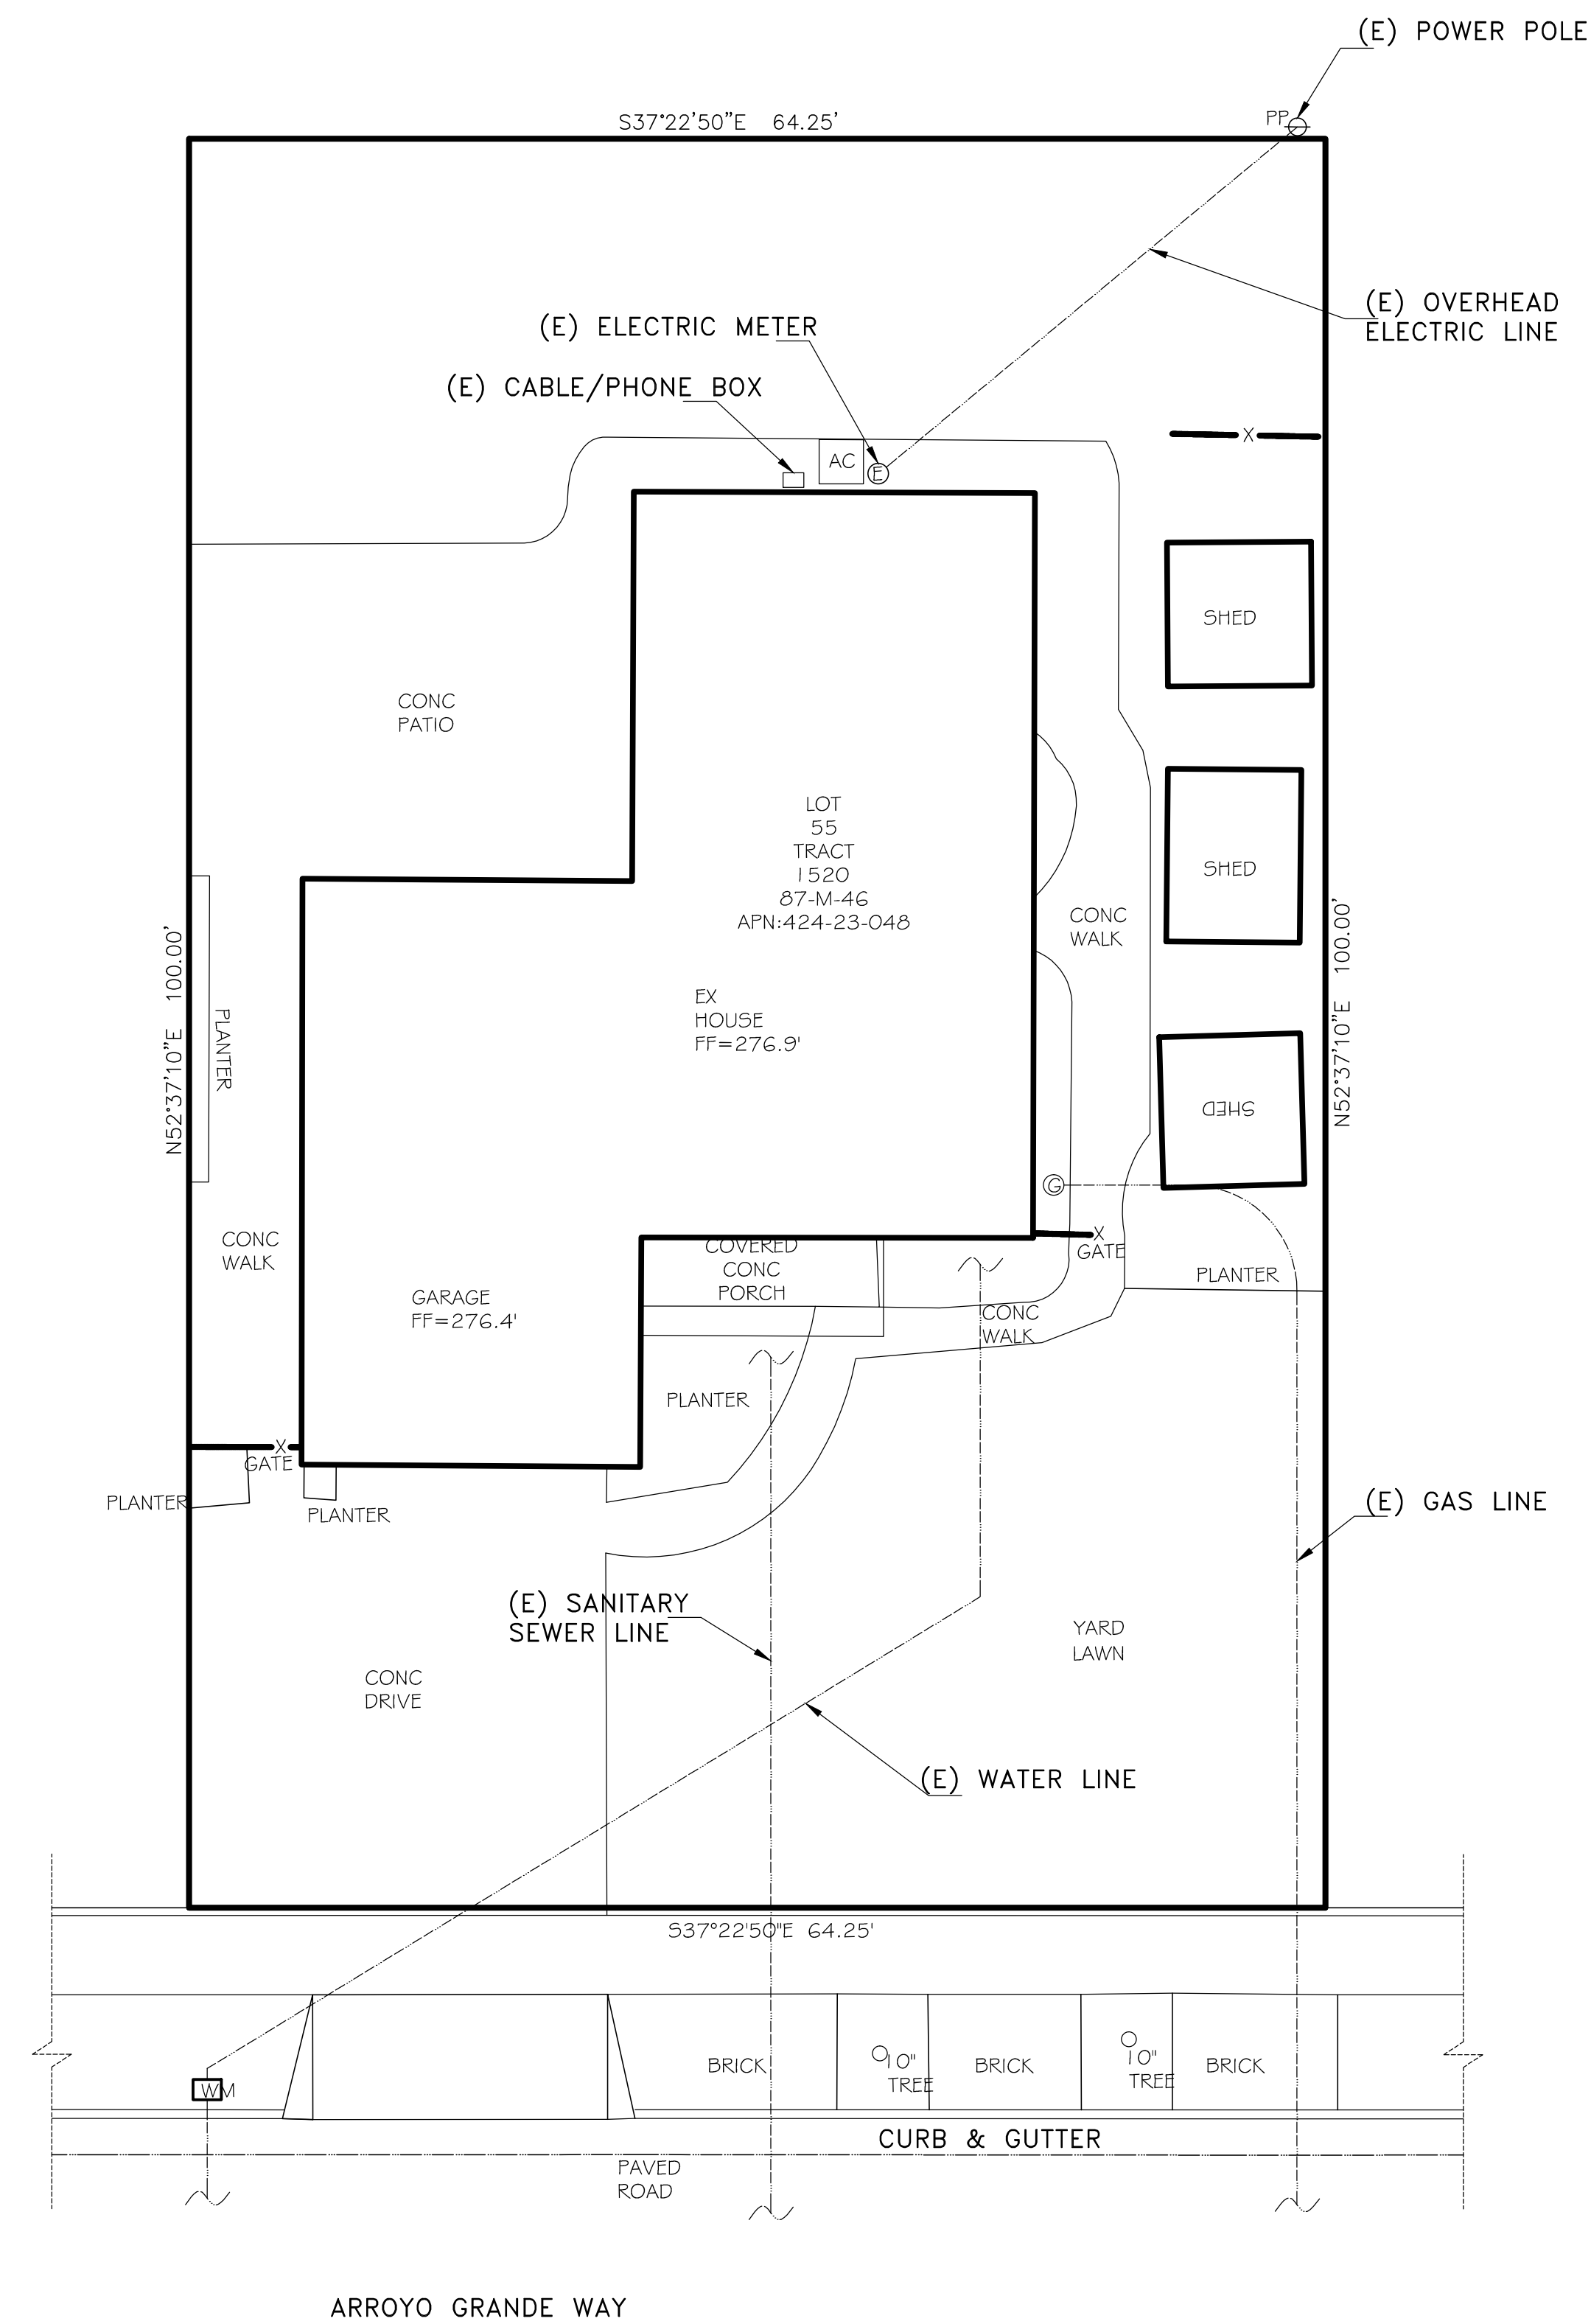 (E) POWER POLE
PP
S37°22'50"E 64.25'
(E) OVERHEAD
ELECTRIC LINE
(E) ELECTRIC METER
(E) CABLE/PHONE BOX
X
AC
E
SHED
CONC
PATIO
LOT
55
TRACT
1520
87-M-46
APN:424-23-048
SHED
CONC
WALK
N52°37'10"E 100.00'
N52°37'10"E 100.00'
PLANTER
EX
HOUSE
FF=276.9'
SHED
G
X
GATE
CONC
WALK
COVERED
CONC
PORCH
PLANTER
GARAGE
FF=276.4'
CONC
WALK
PLANTER
X
GATE
PLANTER
PLANTER
(E) GAS LINE
(E) SANITARY
SEWER LINE
YARD
LAWN
CONC
DRIVE
(E) WATER LINE
S37°22'50"E 64.25'
WM
BRICK
10"
TREE
BRICK
10"
TREE
BRICK
CURB & GUTTER
PAVED
ROAD
ARROYO GRANDE WAY